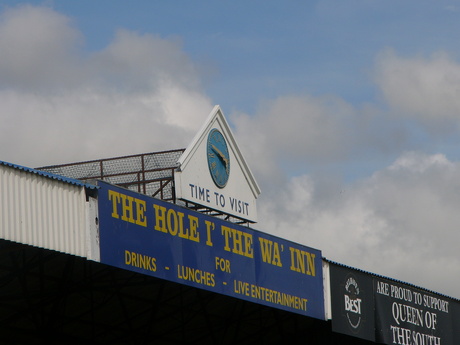 TIME TO VISIT
THE HOLE I' THE WA' INN
FOR
DRINKS - LUNCHES - LIVE ENTERTAINMENT
BEST
ARE PROUD TO SUPPORT
QUEEN OF
THE SOUTH